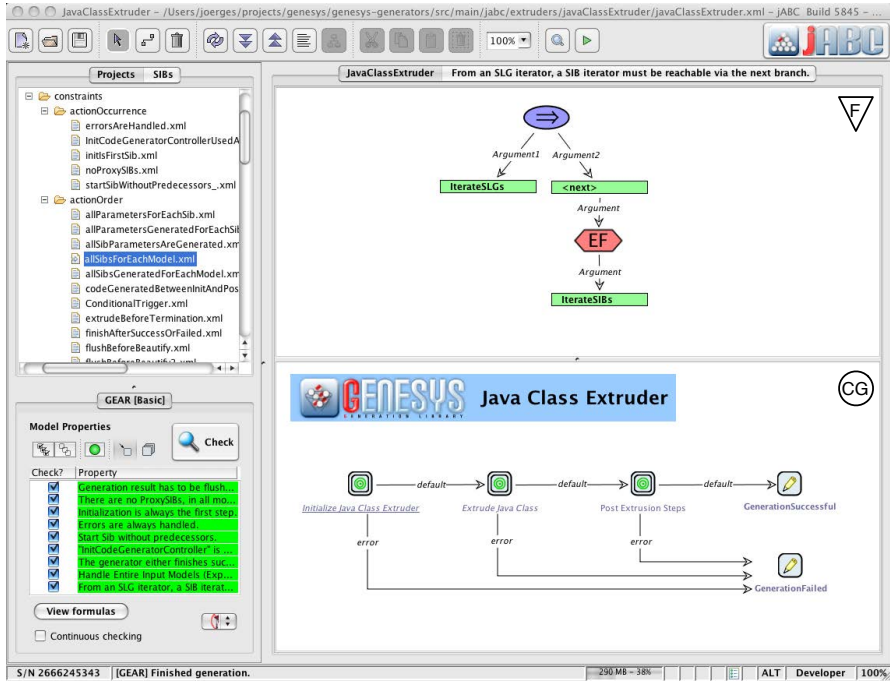 JavaClassExtruder – /Users/joerges/projects/genesys/genesys-generators/src/main/jabc/extruders/javaClassExtruder/javaClassExtruder.xml – jABC Build 5845 – ...
100%
jABC
Projects SIBs
constraints
actionOccurrence
errorsAreHandled.xml
InitCodeGeneratorControllerUsedA
initIsFirstSib.xml
noProxySIBs.xml
startSibWithoutPredecessors_.xml
actionOrder
allParametersForEachSib.xml
allParametersGeneratedForEachSib
allSibParametersAreGenerated.xm
allSibsForEachModel.xml
allSibsGeneratedForEachModel.xm
codeGeneratedBetweenInitAndPos
ConditionalTrigger.xml
extrudeBeforeTermination.xml
finishAfterSuccessOrFailed.xml
flushBeforeBeautify.xml
flushBeforeBeautify2.xml
GEAR [Basic]
Model Properties
Check
Check? Property
Generation result has to be flush...
There are no ProxySIBs, in all mo...
Initialization is always the first step.
Errors are always handled.
Start Sib without predecessors.
"InitCodeGeneratorController" is ...
The generator either finishes suc...
Handle Entire Input Models (Exp...
From an SLG iterator, a SIB iterat...
View formulas
Continuous checking
JavaClassExtruder From an SLG iterator, a SIB iterator must be reachable via the next branch.
F
Argument1 Argument2
IterateSLGs <next>
Argument
EF
Argument
IterateSIBs
GENESYS Java Class Extruder
GENERATION LIBRARY
CG
default default default
Initialize Java Class Extruder Extrude Java Class Post Extrusion Steps GenerationSuccessful
error error error
GenerationFailed
S/N 2666245343 [GEAR] Finished generation. 290 MB – 38% ALT Developer 100%